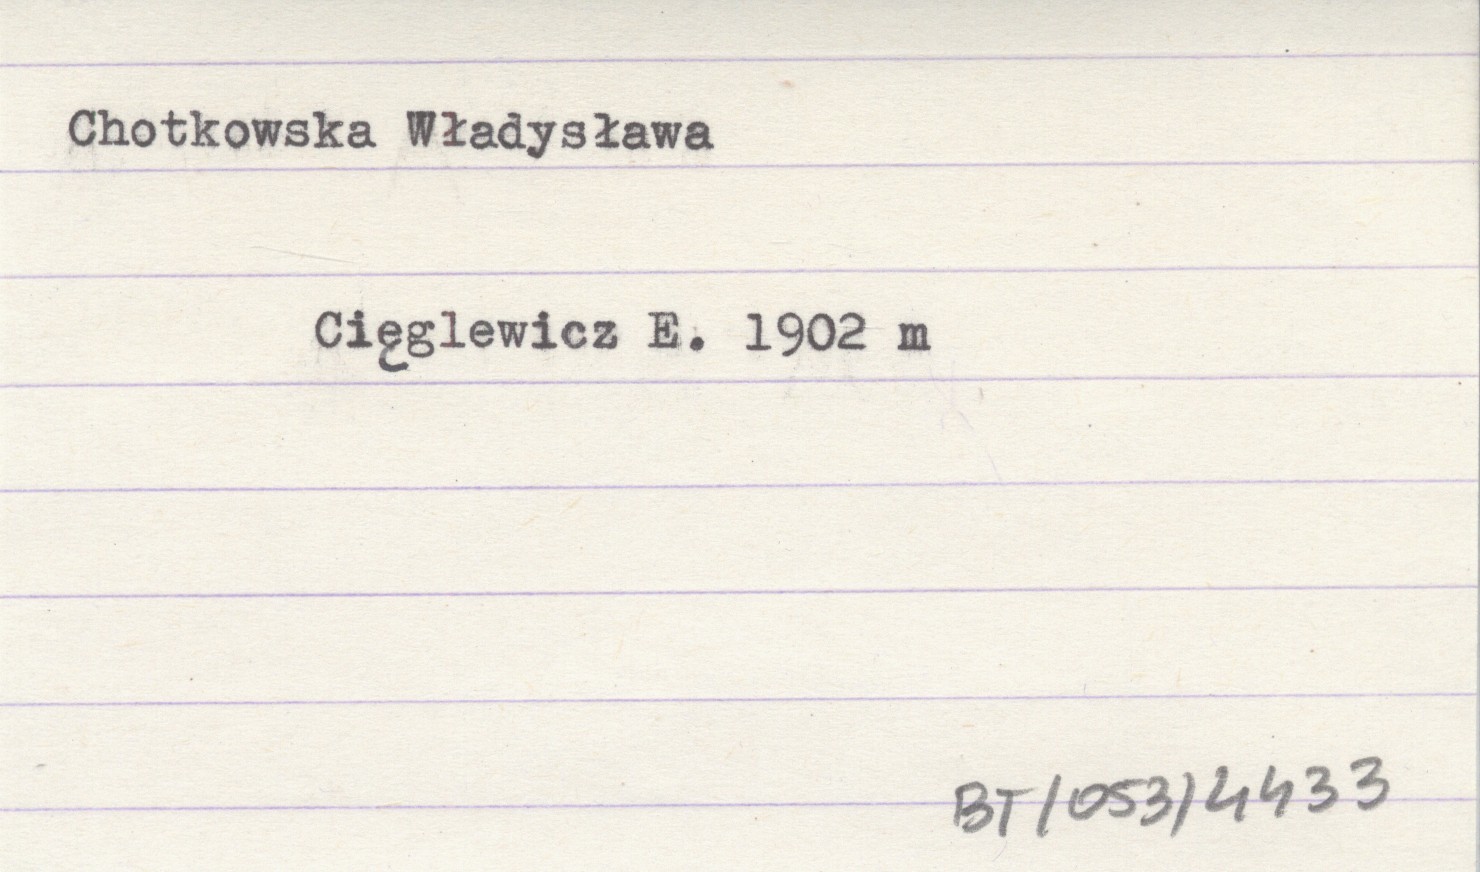 Chotkowska Władysława
Cięglewicz E. 1902 m
BT/053/4433